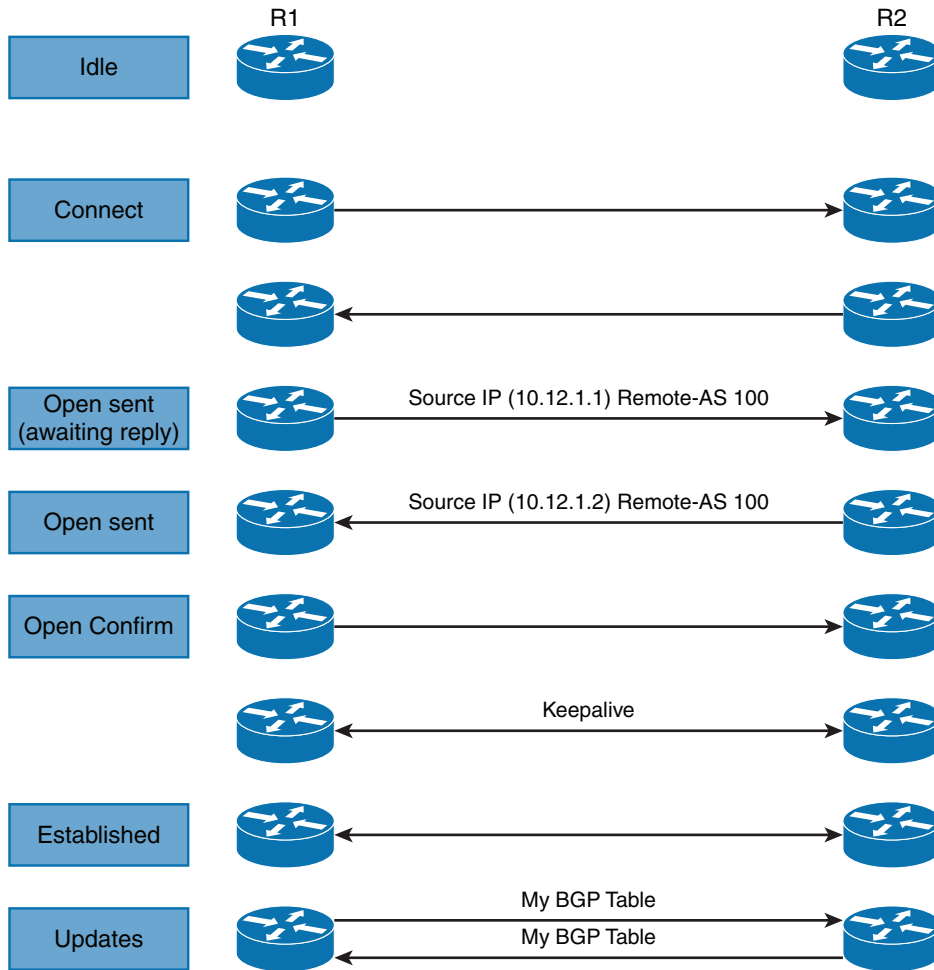 R1
R2
Idle
Connect
Open sent
(awaiting reply)
Source IP (10.12.1.1) Remote-AS 100
Open sent
Source IP (10.12.1.2) Remote-AS 100
Open Confirm
Keepalive
Established
Updates
My BGP Table
My BGP Table